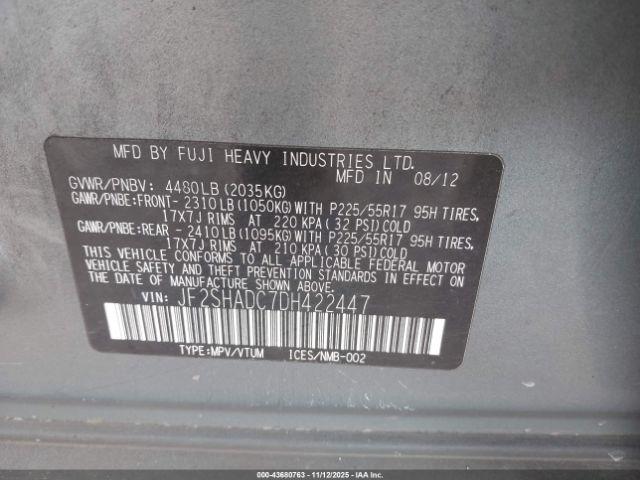 MFD BY FUJI HEAVY INDUSTRIES LTD.
MFD IN 08/12
GVWR/PNBV: 4480LB (2035KG)
GAWR/PNBE:FRONT- 2310LB(1050KG)WITH P225/55R17 95H TIRES,
17X7J RIMS AT 220 KPA( 32 PSI)COLD
GAWR/PNBE:REAR - 2410LB(1095KG)WITH P225/55R17 95H TIRES,
17X7J RIMS AT 210 KPA( 30 PSI)COLD
THIS VEHICLE CONFORMS TO ALL APPLICABLE FEDERAL MOTOR
VEHICLE SAFETY AND THEFT PREVENTION STANDARDS IN EFFECT ON
THE DATE OF MANUFACTURE SHOWN ABOVE.
VIN: JF2SHADC7DH422447
TYPE:MPV/VTUM ICES/NMB-002
000-43680763 - 11/12/2025 - IAAI.COM